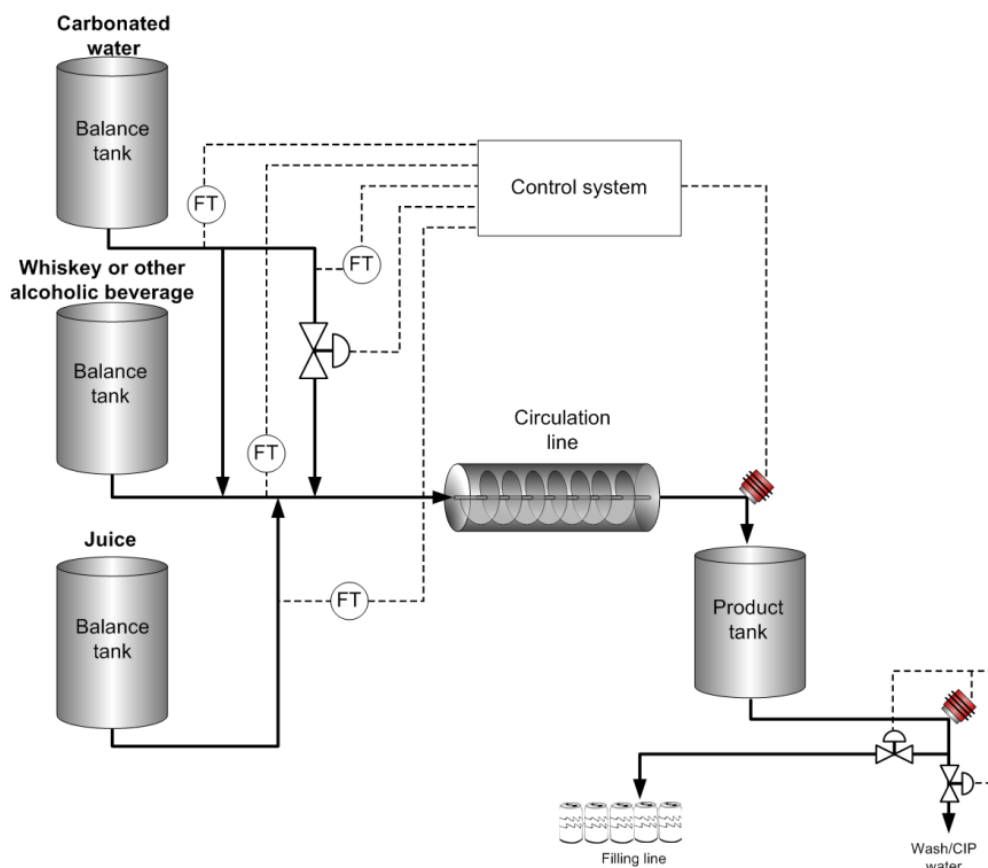 Carbonated
water
Balance
tank
FT
Control system
FT
Whiskey or other
alcoholic beverage
Balance
tank
FT
Circulation
line
Juice
Balance
tank
FT
Product
tank
Filling line
Wash/CIP
water